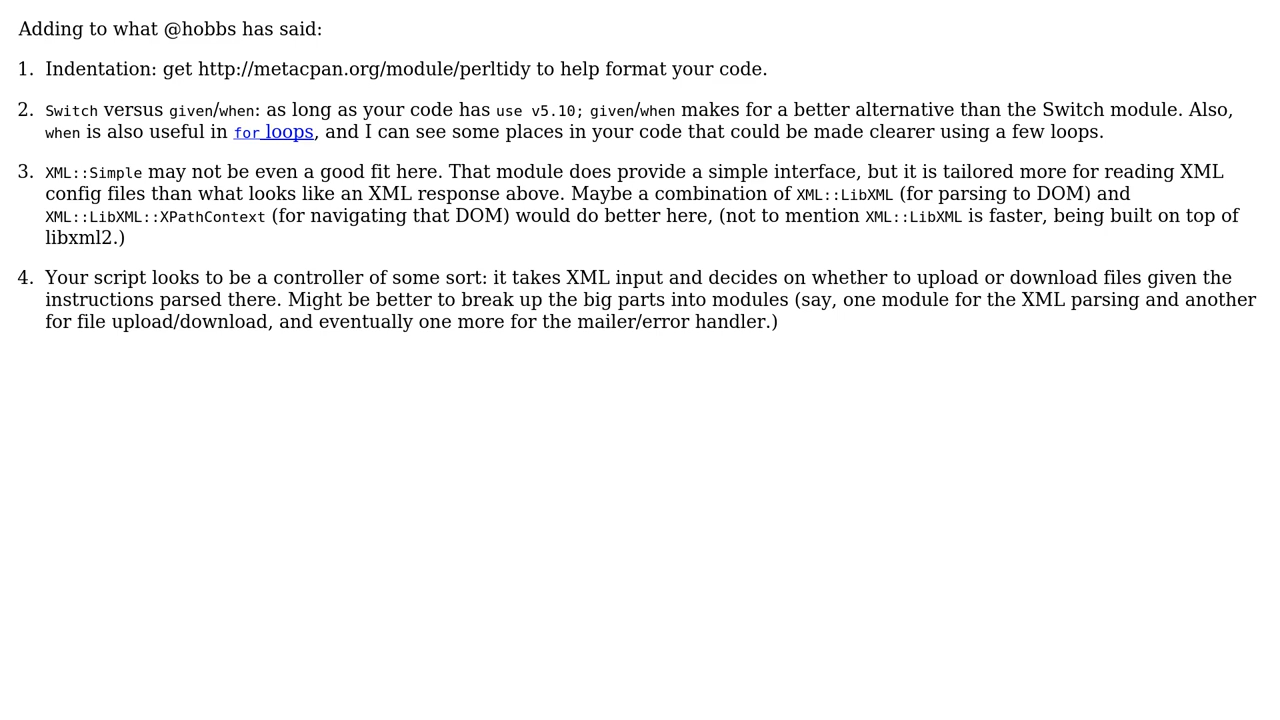 Adding to what @hobbs has said:
1. Indentation: get http://metacpan.org/module/perltidy to help format your code.
2. Switch versus given/when: as long as your code has use v5.10; given/when makes for a better alternative than the Switch module. Also,
when is also useful in for loops, and I can see some places in your code that could be made clearer using a few loops.
3. XML::Simple may not be even a good fit here. That module does provide a simple interface, but it is tailored more for reading XML
config files than what looks like an XML response above. Maybe a combination of XML::LibXML (for parsing to DOM) and
XML::LibXML::XPathContext (for navigating that DOM) would do better here, (not to mention XML::LibXML is faster, being built on top of
libxml2.)
4. Your script looks to be a controller of some sort: it takes XML input and decides on whether to upload or download files given the
instructions parsed there. Might be better to break up the big parts into modules (say, one module for the XML parsing and another
for file upload/download, and eventually one more for the mailer/error handler.)